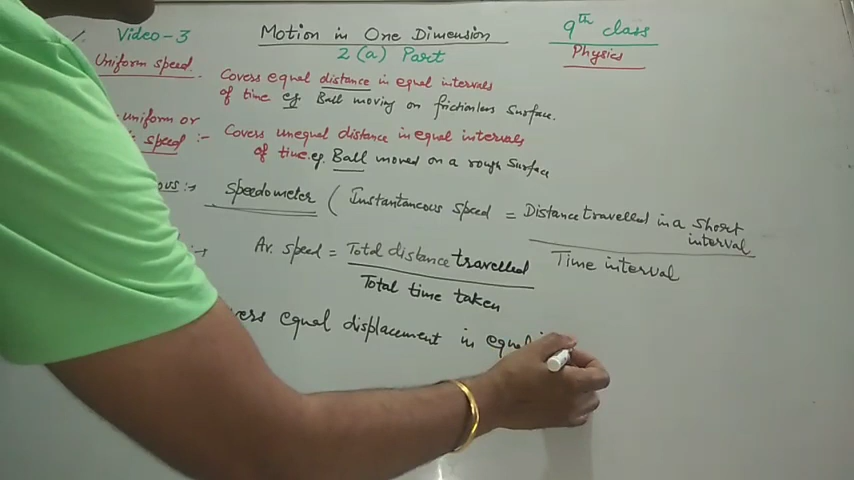 Video-3
Motion in One Dimension
9th class
2 (a) Part
Physics
Uniform speed.
Covers equal distance in equal intervals
of time eg. Ball moving on frictionless surface.
uniform or
speed :-
Covers unequal distance in equal intervals
of time. eg. Ball moved on a rough surface
:- Speedometer ( Instantaneous speed = Distance travelled in a short interval
Time interval
:- Av. speed = Total distance travelled
Total time taken
equal displacement in equal